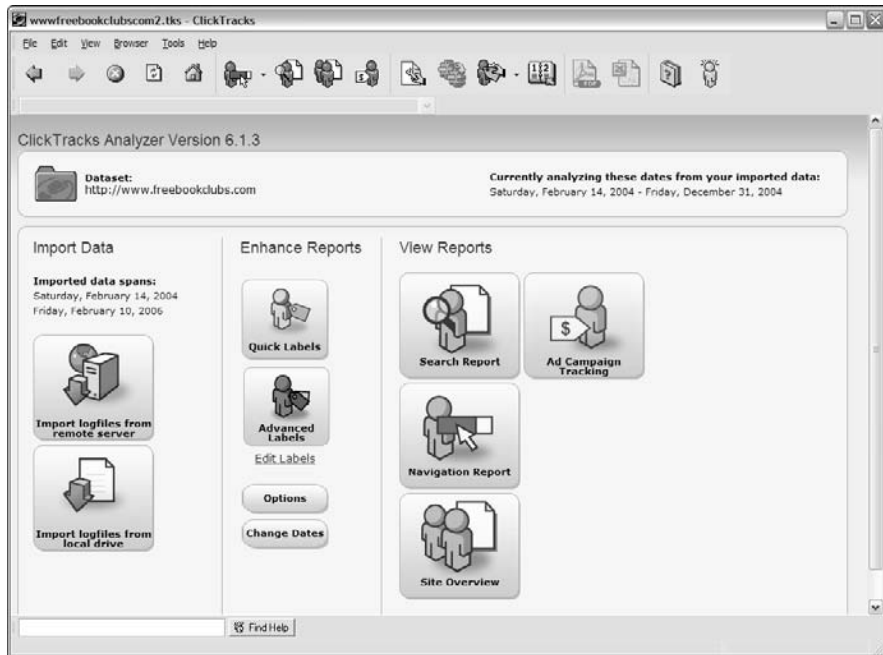 wwwfreebookclubscom2.tks - ClickTracks
File Edit View Browser Tools Help
ClickTracks Analyzer Version 6.1.3
Dataset:
http://www.freebookclubs.com
Currently analyzing these dates from your imported data:
Saturday, February 14, 2004 - Friday, December 31, 2004
Import Data
Imported data spans:
Saturday, February 14, 2004
Friday, February 10, 2006
Import logfiles from
remote server
Import logfiles from
local drive
Enhance Reports
Quick Labels
Advanced
Labels
Edit Labels
Options
Change Dates
View Reports
Search Report
Ad Campaign
Tracking
Navigation Report
Site Overview
Find Help